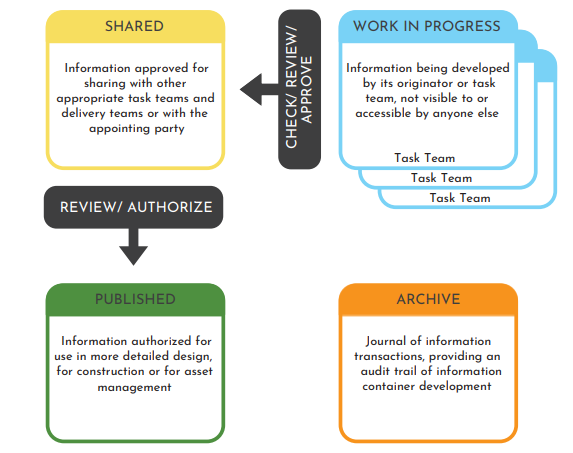 SHARED
Information approved for
sharing with other
appropriate task teams and
delivery teams or with the
appointing party
CHECK/ REVIEW/
APPROVE
WORK IN PROGRESS
Information being developed
by its originator or task
team, not visible to or
accessible by anyone else
Task Team
Task Team
Task Team
REVIEW/ AUTHORIZE
PUBLISHED
Information authorized for
use in more detailed design,
for construction or for asset
management
ARCHIVE
Journal of information
transactions, providing an
audit trail of information
container development